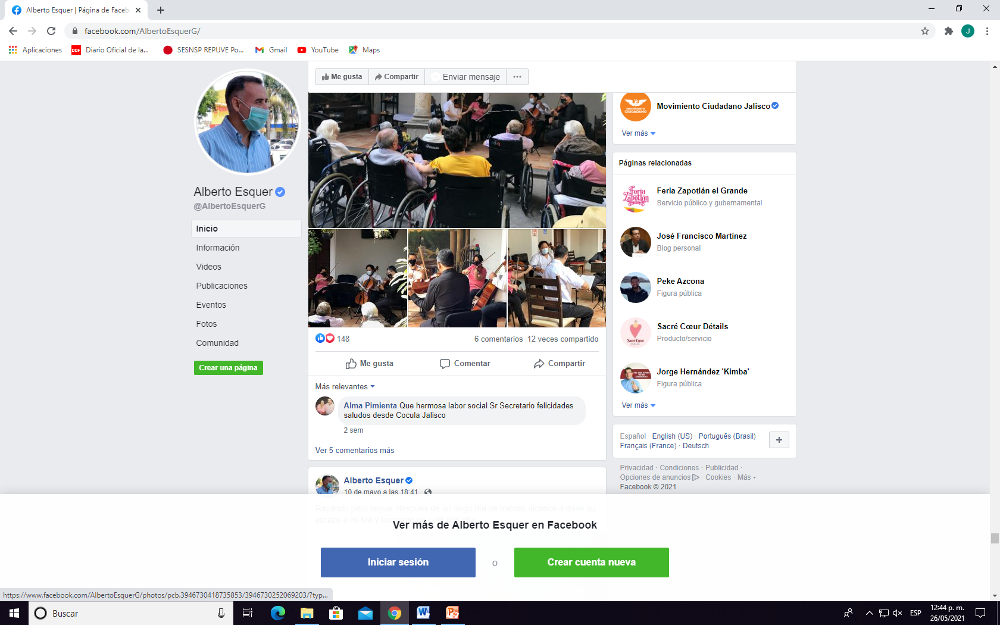 Alberto Esquer | Página de Faceb
facebook.com/AlbertoEsquerG/
J
Aplicaciones
DOF
Diario Oficial de la...
SESNSP REPUVE Po...
Gmail
YouTube
Maps
Alberto Esquer
@AlbertoEsquerG
Inicio
Información
Videos
Publicaciones
Eventos
Fotos
Comunidad
Crear una página
Me gusta
Compartir
Enviar mensaje
148
6 comentarios
12 veces compartido
Me gusta
Comentar
Compartir
Más relevantes
Alma Pimienta Que hermosa labor social Sr Secretario felicidades
saludos desde Cocula Jalisco
2 sem
Ver 5 comentarios más
Alberto Esquer
10 de mayo a las 18:41 ·
Rayando pero llegué, después de un largo día de trabajo alcancé a darle su
abrazo a mi Má y
MOVIMIENTO
CIUDADANO
Movimiento Ciudadano Jalisco
Ver más
Páginas relacionadas
Feria
Zapotlán
Feria Zapotlán el Grande
Servicio público y gubernamental
José Francisco Martínez
Blog personal
Peke Azcona
Figura pública
Sacré Cœur
Sacré Cœur Détails
Producto/servicio
Jorge Hernández 'Kimba'
Figura pública
Ver más
Español · English (US) · Português (Brasil) ·
Français (France) · Deutsch
+
Privacidad · Condiciones · Publicidad ·
Opciones de anuncios · Cookies · Más
Facebook © 2021
Ver más de Alberto Esquer en Facebook
Iniciar sesión
o
Crear cuenta nueva
https://www.facebook.com/AlbertoEsquerG/photos/pcb.3946730418735853/3946730252069203/?typ...
Buscar
ESP
12:44 p. m.
26/05/2021